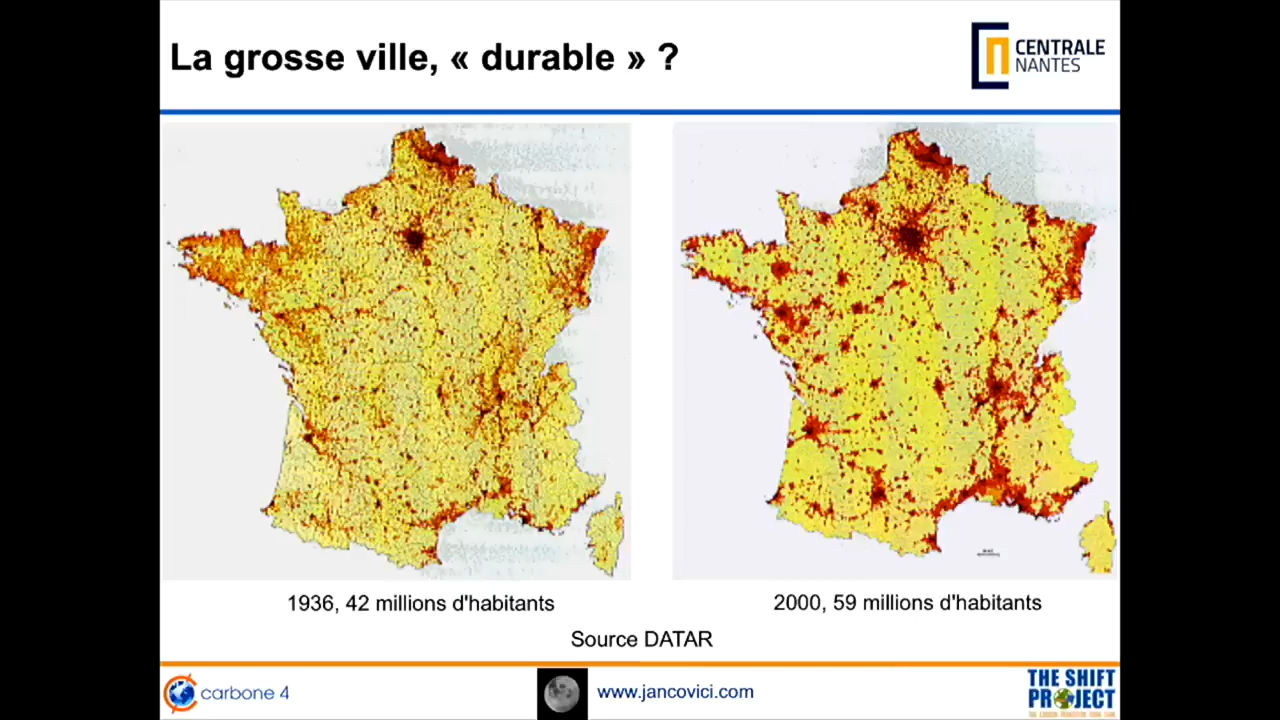 La grosse ville, « durable » ?
CENTRALE
NANTES
1936, 42 millions d'habitants
2000, 59 millions d'habitants
Source DATAR
carbone 4
www.jancovici.com
THE SHIFT
PROJECT